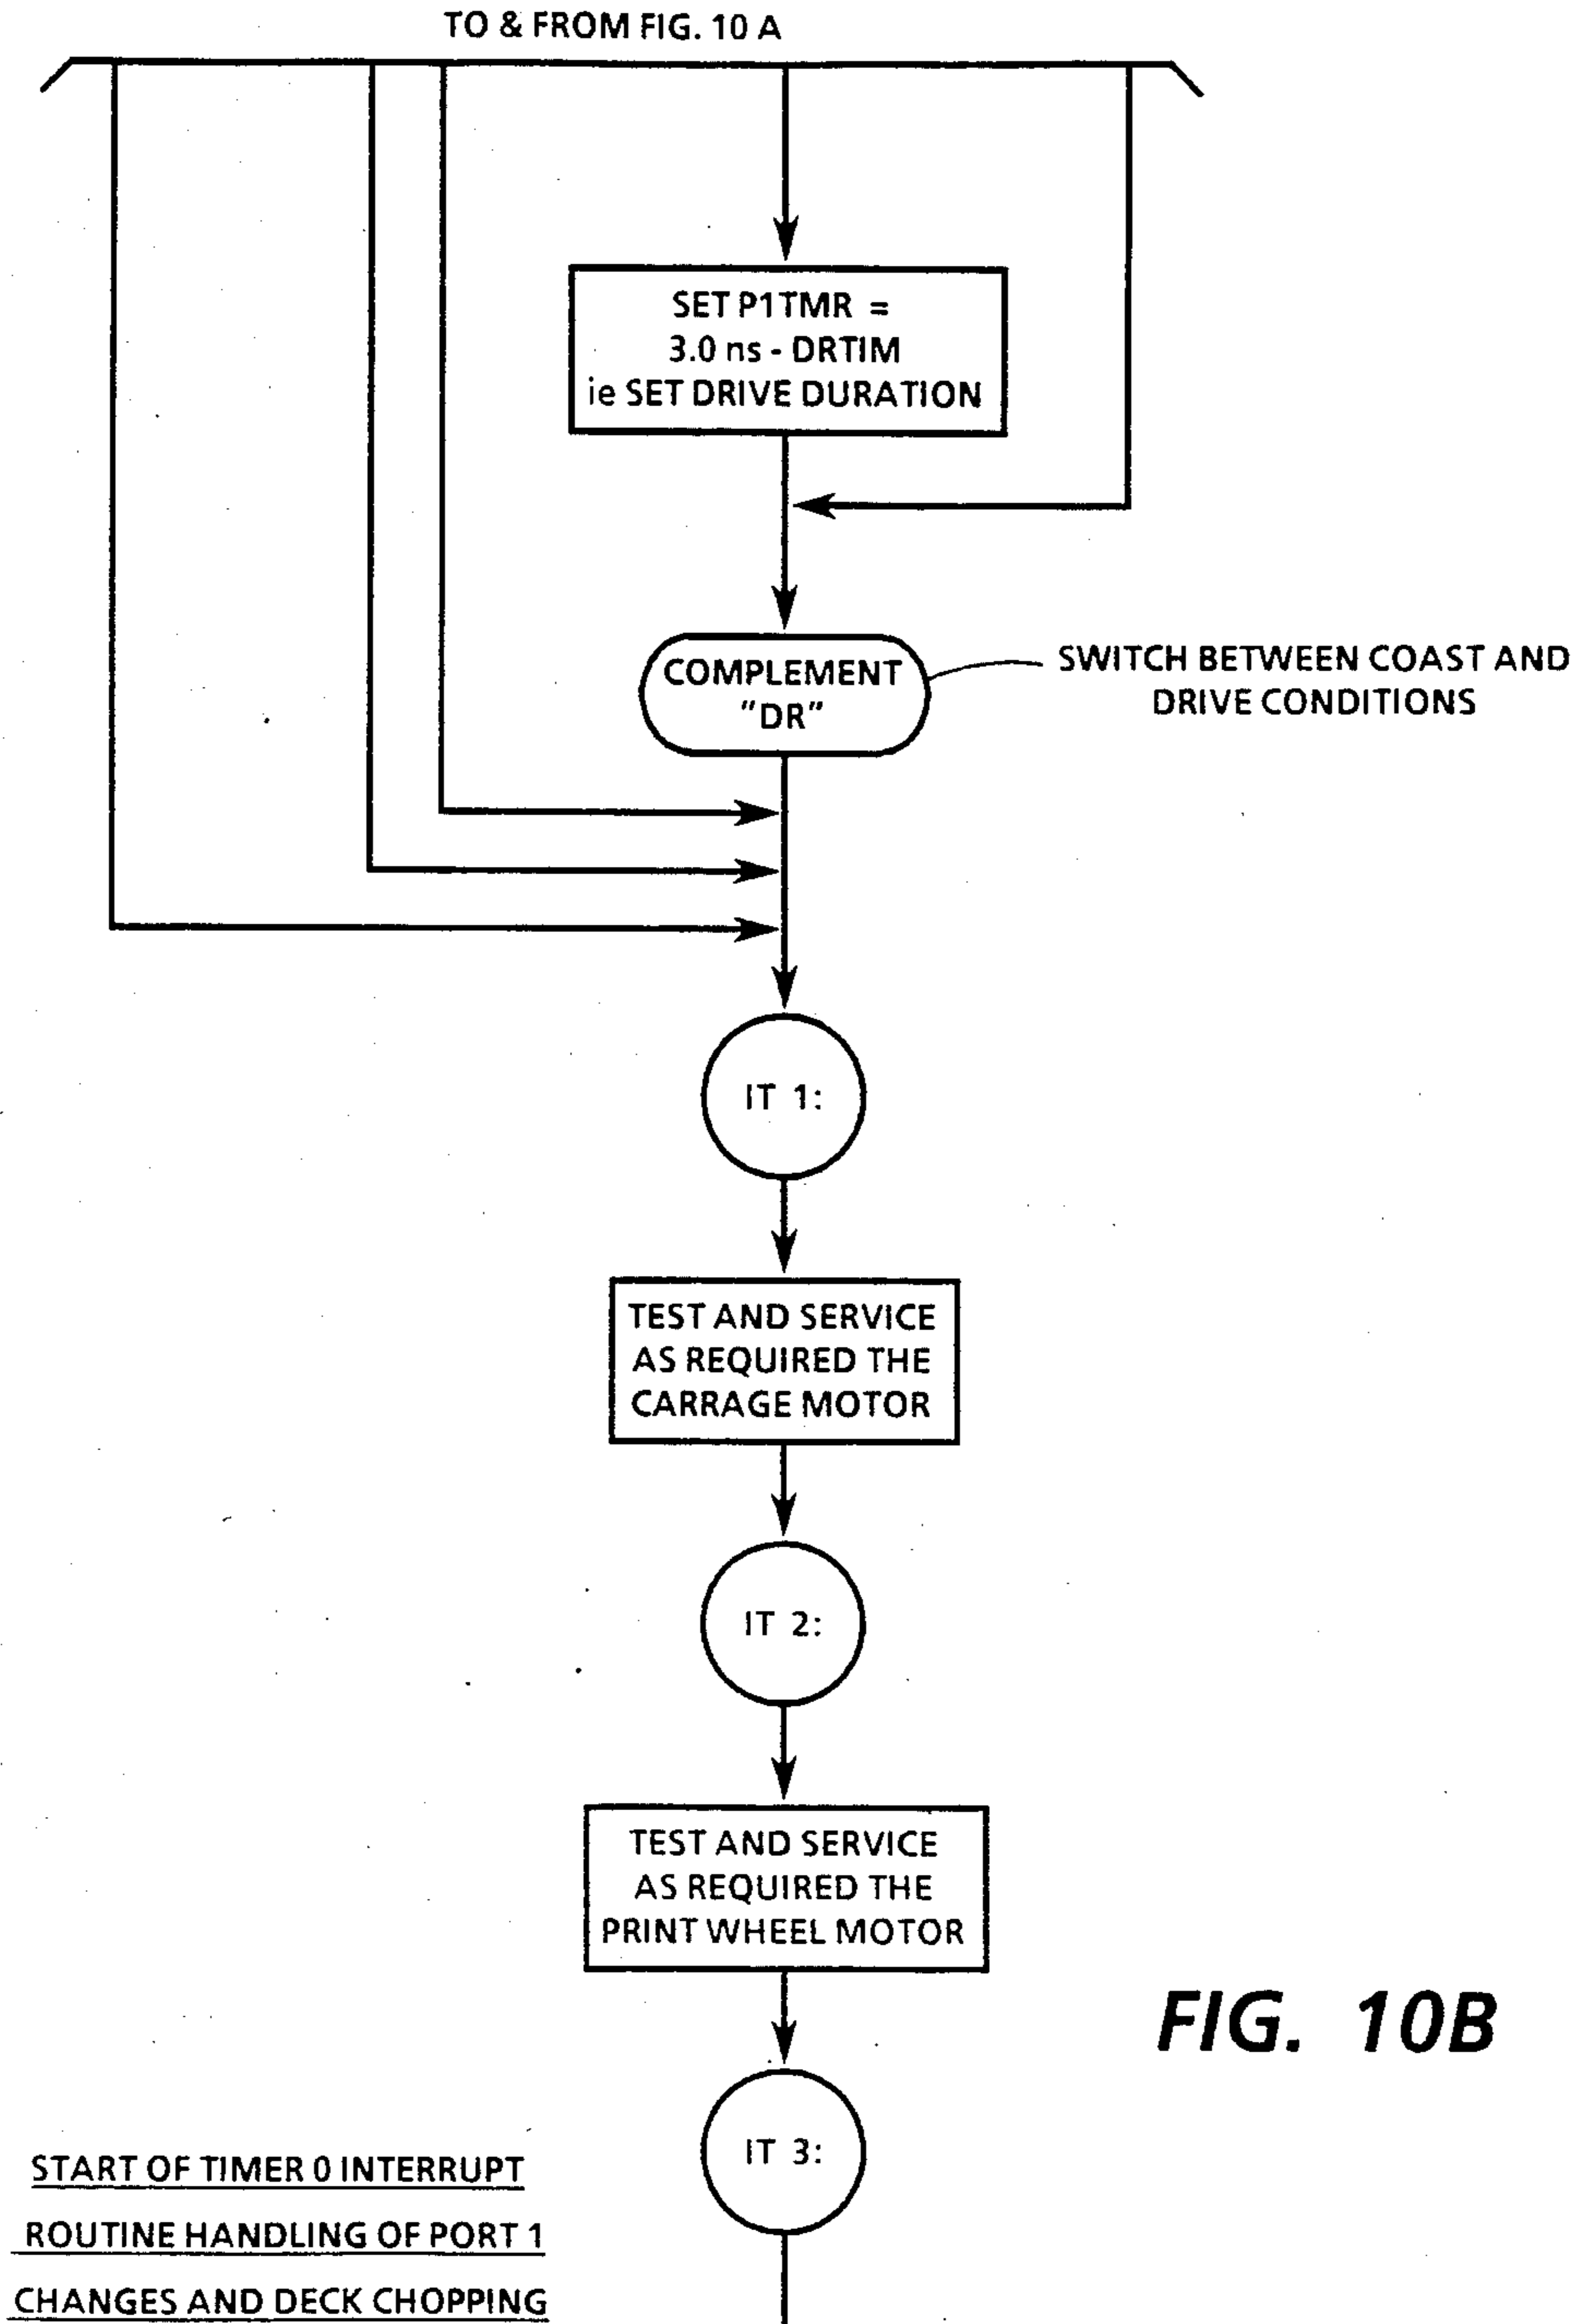 TO & FROM FIG. 10 A
SET P1TMR =
3.0 ns - DRTIM
ie SET DRIVE DURATION
COMPLEMENT
"DR"
SWITCH BETWEEN COAST AND
DRIVE CONDITIONS
IT 1:
TEST AND SERVICE
AS REQUIRED THE
CARRAGE MOTOR
IT 2:
TEST AND SERVICE
AS REQUIRED THE
PRINT WHEEL MOTOR
FIG. 10B
IT 3:
START OF TIMER 0 INTERRUPT
ROUTINE HANDLING OF PORT 1
CHANGES AND DECK CHOPPING